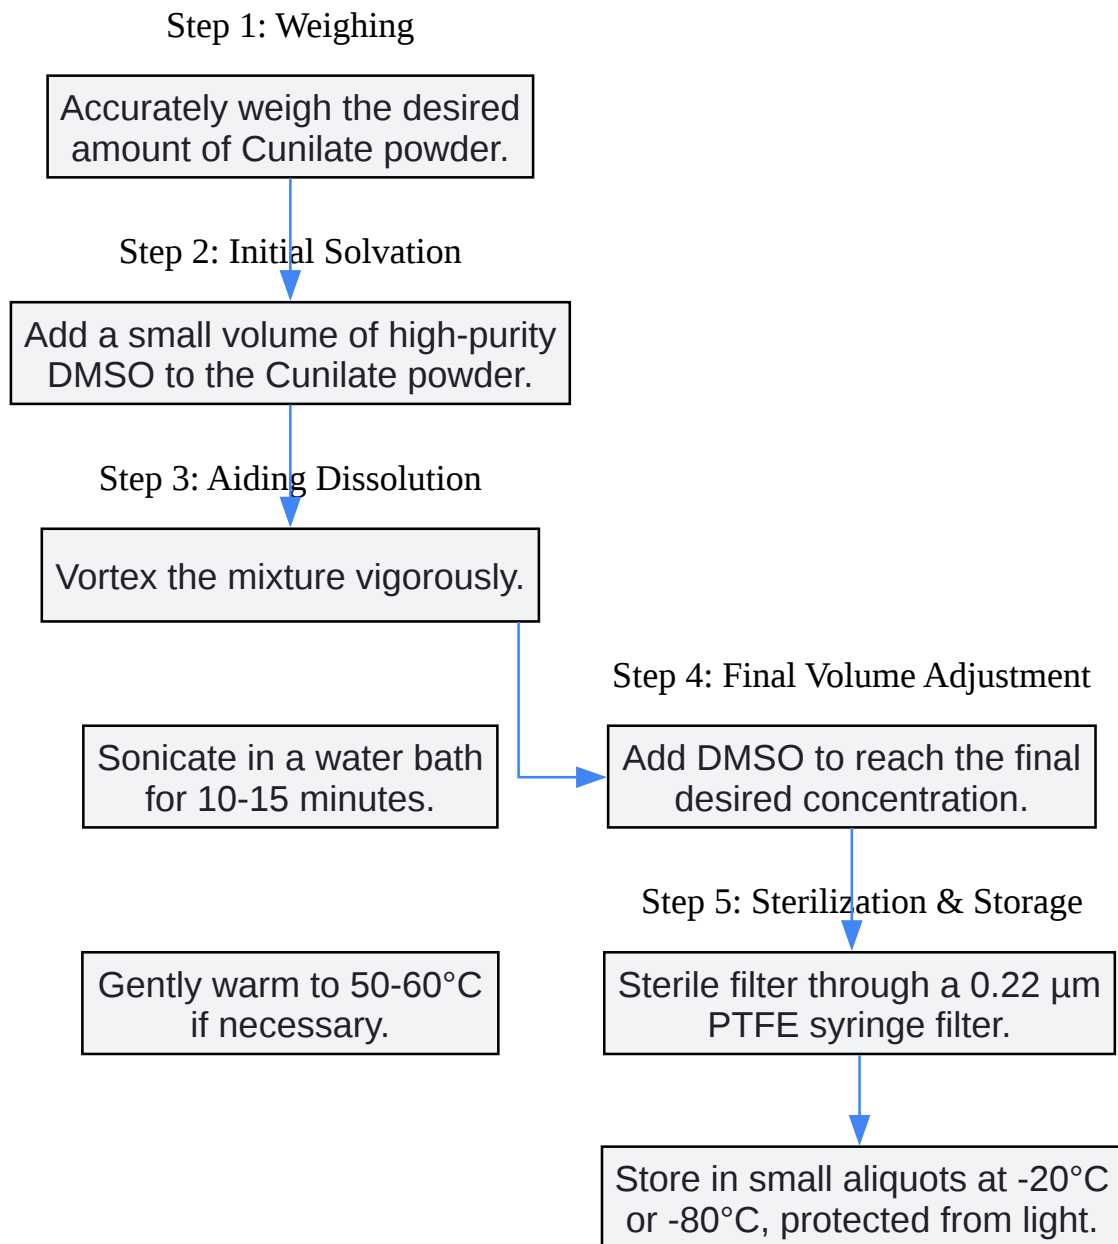 Step 1: Weighing
Accurately weigh the desired
amount of Cunilate powder.
Step 2: Initial Solvation
Add a small volume of high-purity
DMSO to the Cunilate powder.
Step 3: Aiding Dissolution
Vortex the mixture vigorously.
Sonicate in a water bath
for 10-15 minutes.
Gently warm to 50-60°C
if necessary.
Step 4: Final Volume Adjustment
Add DMSO to reach the final
desired concentration.
Step 5: Sterilization & Storage
Sterile filter through a 0.22 µm
PTFE syringe filter.
Store in small aliquots at -20°C
or -80°C, protected from light.